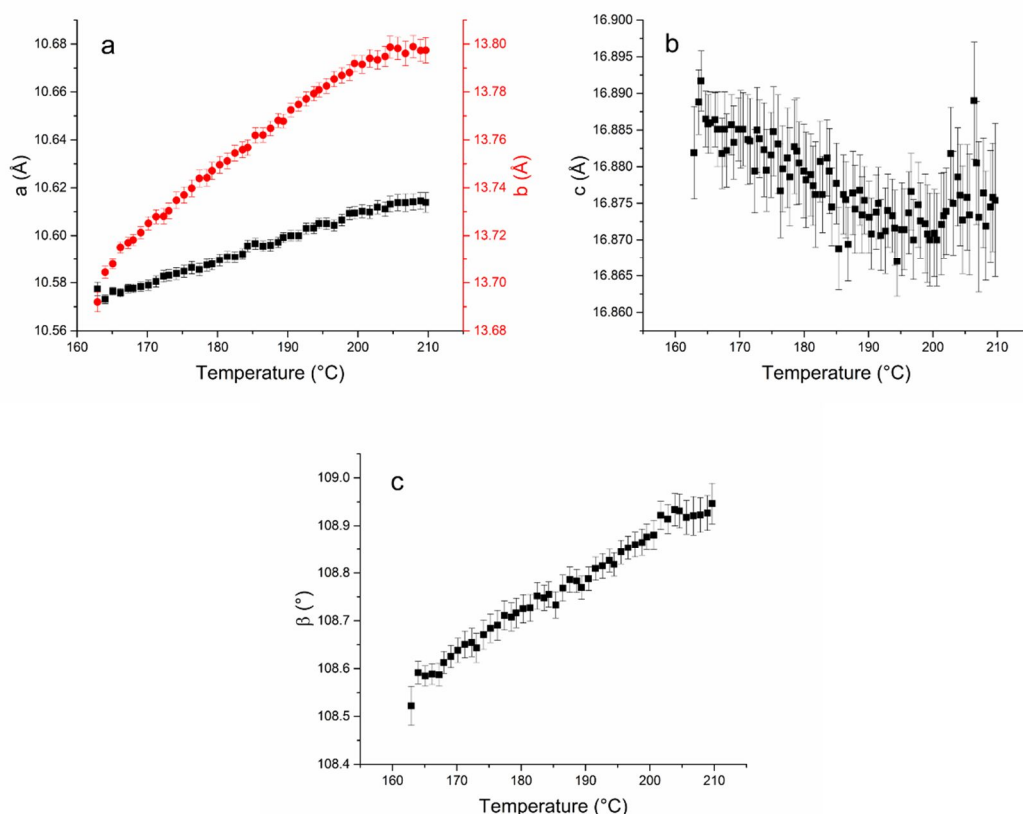 a
10.68
10.66
10.64
10.62
10.60
10.58
10.56
a (Å)
13.80
13.78
13.76
13.74
13.72
13.70
13.68
b (Å)
160 170 180 190 200 210
Temperature (°C)
b
16.900
16.895
16.890
16.885
16.880
16.875
16.870
16.865
16.860
c (Å)
160 170 180 190 200 210
Temperature (°C)
c
109.0
108.9
108.8
108.7
108.6
108.5
108.4
β (°)
160 170 180 190 200 210
Temperature (°C)